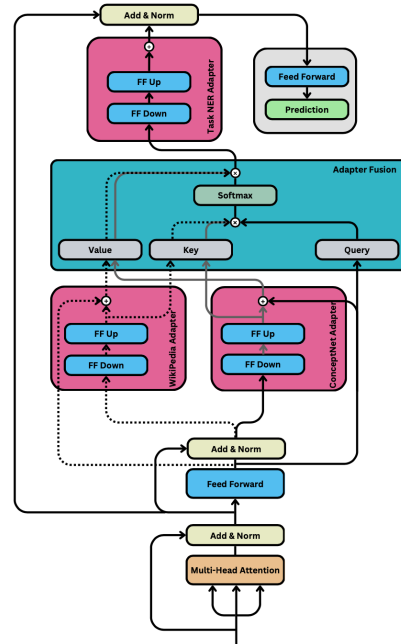 Add & Norm
FF Up
FF Down
Task NER Adapter
Feed Forward
Prediction
Adapter Fusion
Softmax
Value
Key
Query
FF Up
FF Down
WikiPedia Adapter
FF Up
FF Down
ConceptNet Adapter
Add & Norm
Feed Forward
Add & Norm
Multi-Head Attention